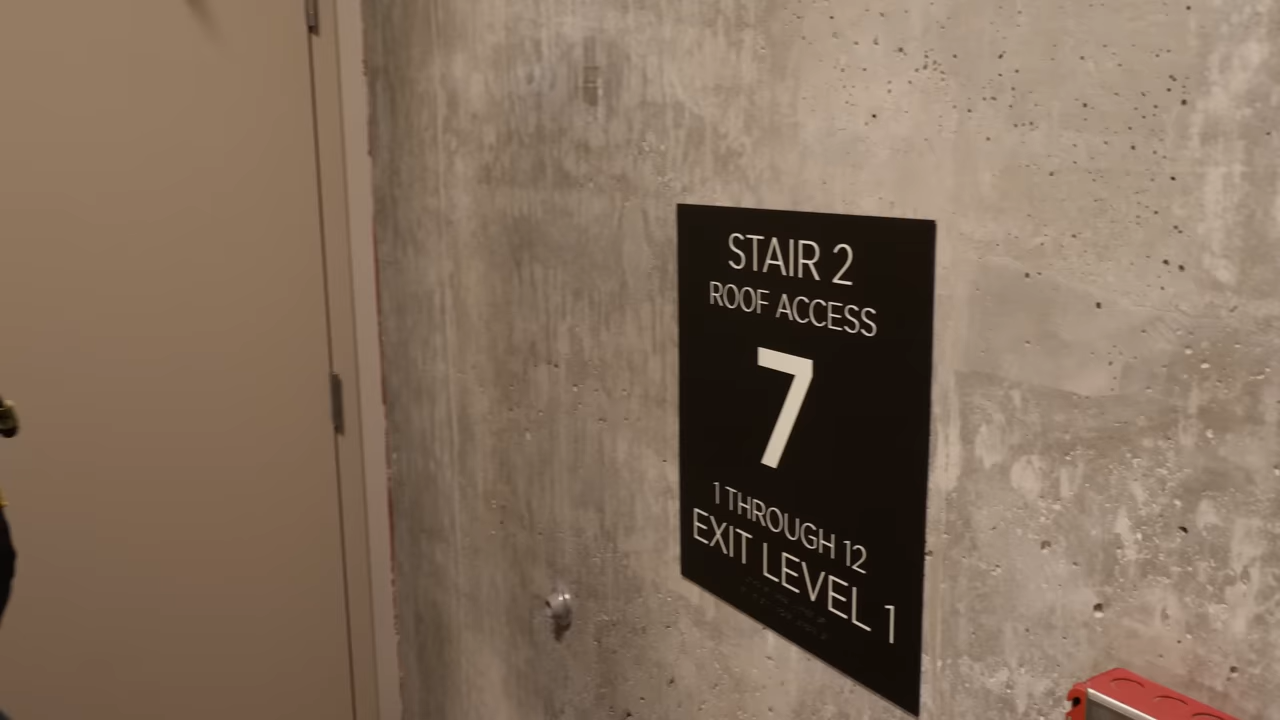 STAIR 2
ROOF ACCESS
7
1 THROUGH 12
EXIT LEVEL 1